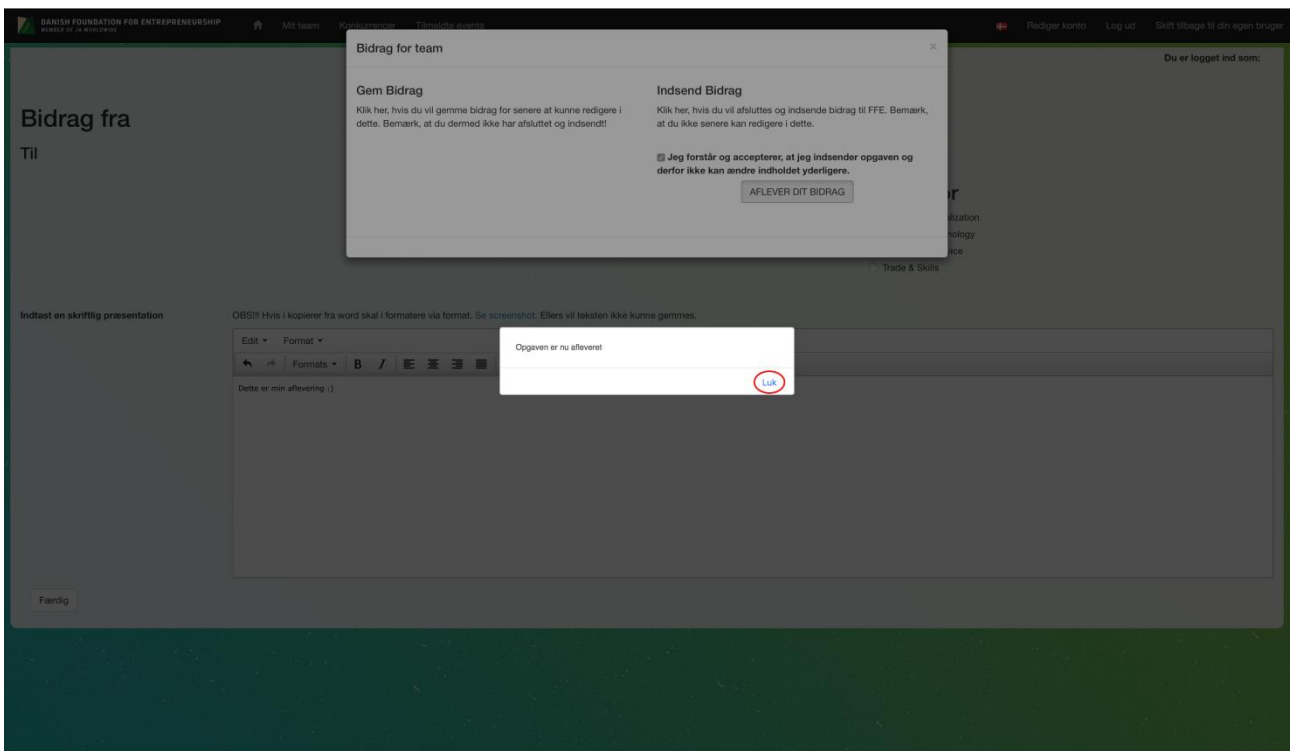 DANISH FOUNDATION FOR ENTREPRENEURSHIP
MEMBER OF JA WORLDWIDE
Mit team Konkurrencer Tilmeldte events
Rediger konto Log ud Skift tilbage til din egen bruger
Du er logget ind som:
Bidrag for team ×
Gem Bidrag
Klik her, hvis du vil gemme bidrag for senere at kunne redigere i
dette. Bemærk, at du dermed ikke har afsluttet og indsendt!
Indsend Bidrag
Klik her, hvis du vil afsluttes og indsende bidrag til FFE. Bemærk,
at du ikke senere kan redigere i dette.
Jeg forstår og accepterer, at jeg indsender opgaven og
derfor ikke kan ændre indholdet yderligere.
AFLEVER DIT BIDRAG
Bidrag fra
Til
Trade & Skills
Indtast en skriftlig præsentation
OBS!!! Hvis i kopierer fra word skal i formatere via format. Se screenshot. Ellers vil teksten ikke kunne gemmes.
Edit Format
Formats B I
Dette er min aflevering :)
Opgaven er nu afleveret
Luk
Færdig